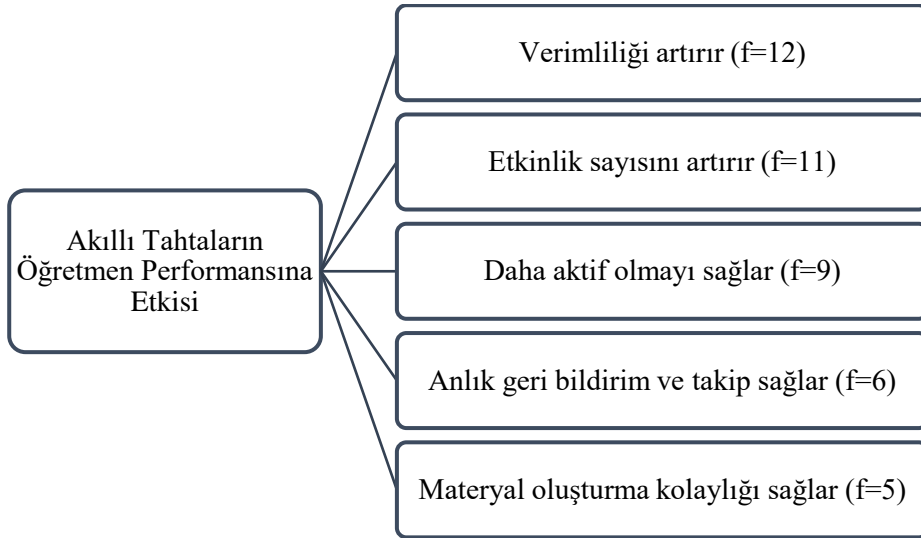 Akıllı Tahtaların
Öğretmen Performansına
Etkisi
Verimliliği artırır (f=12)
Etkinlik sayısını artırır (f=11)
Daha aktif olmayı sağlar (f=9)
Anlık geri bildirim ve takip sağlar (f=6)
Materyal oluşturma kolaylığı sağlar (f=5)